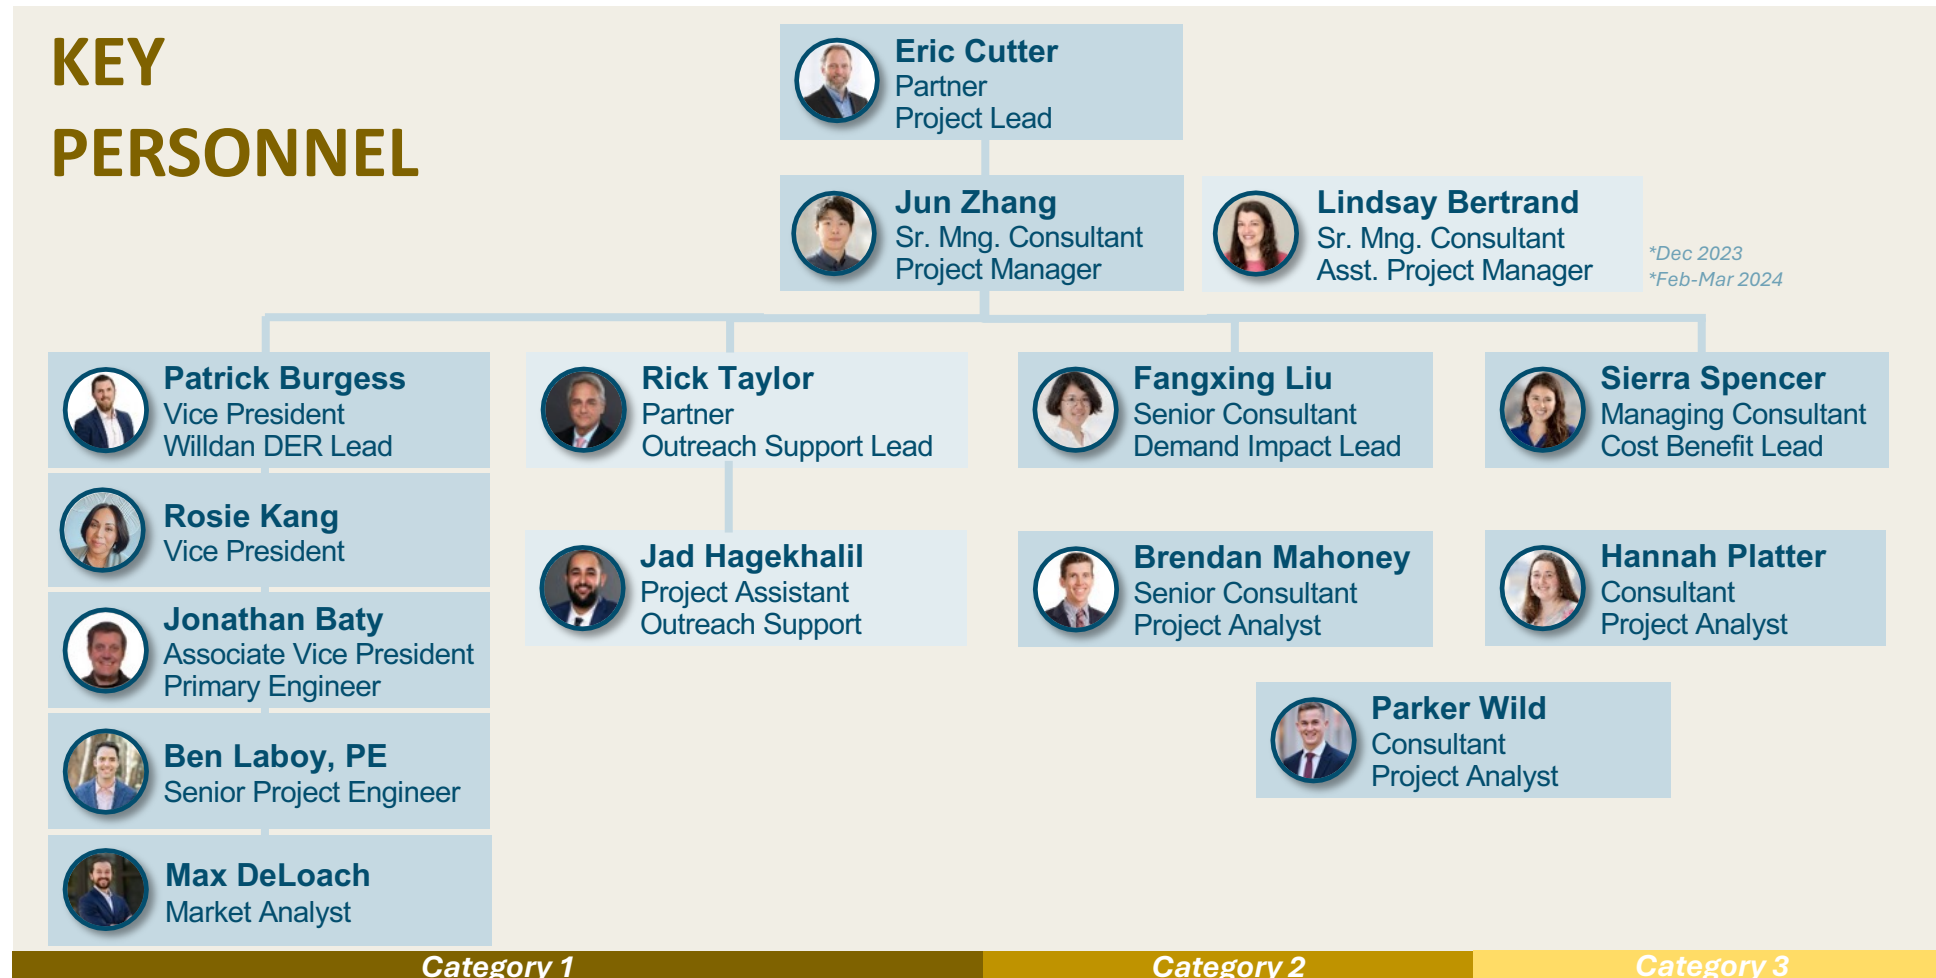 KEY
PERSONNEL
Eric Cutter
Partner
Project Lead
Jun Zhang
Sr. Mng. Consultant
Project Manager
Lindsay Bertrand
Sr. Mng. Consultant
Asst. Project Manager
*Dec 2023
*Feb-Mar 2024
Patrick Burgess
Vice President
Willdan DER Lead
Rosie Kang
Vice President
Jonathan Baty
Associate Vice President
Primary Engineer
Ben Laboy, PE
Senior Project Engineer
Max DeLoach
Market Analyst
Rick Taylor
Partner
Outreach Support Lead
Jad Hagekhalil
Project Assistant
Outreach Support
Fangxing Liu
Senior Consultant
Demand Impact Lead
Brendan Mahoney
Senior Consultant
Project Analyst
Sierra Spencer
Managing Consultant
Cost Benefit Lead
Hannah Platter
Consultant
Project Analyst
Parker Wild
Consultant
Project Analyst
Category 1
Category 2
Category 3